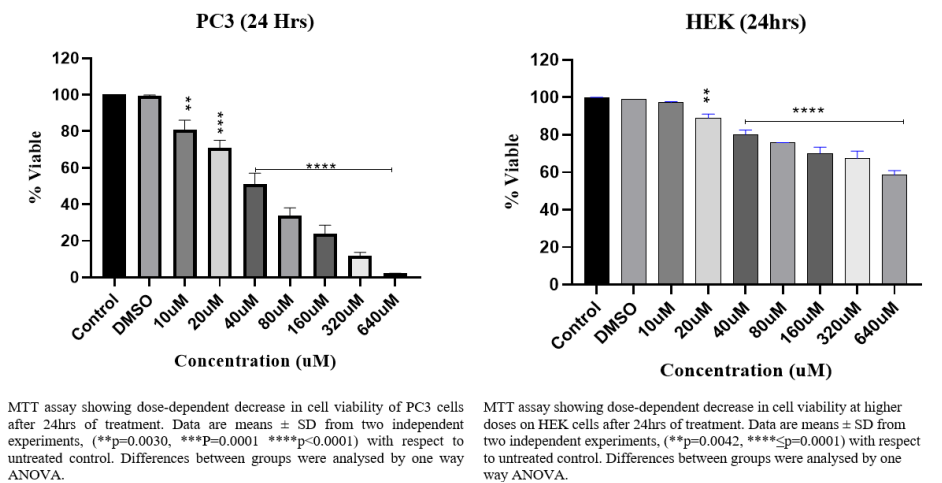 PC3 (24 Hrs)
% Viable
120
100
80
60
40
20
0
**
***
****
Control
DMSO
10uM
20uM
40uM
80uM
160uM
320uM
640uM
Concentration (uM)
MTT assay showing dose-dependent decrease in cell viability of PC3 cells
after 24hrs of treatment. Data are means ± SD from two independent
experiments, (**p=0.0030, ***P=0.0001 ****p<0.0001) with respect to
untreated control. Differences between groups were analysed by one way
ANOVA.
HEK (24hrs)
% Viable
120
100
80
60
40
20
0
**
****
Control
DMSO
10uM
20uM
40uM
80uM
160uM
320uM
640uM
Concentration (uM)
MTT assay showing dose-dependent decrease in cell viability at higher
doses on HEK cells after 24hrs of treatment. Data are means ± SD from
two independent experiments, (**p=0.0042, ****≤p=0.0001) with respect
to untreated control. Differences between groups were analysed by one
way ANOVA.